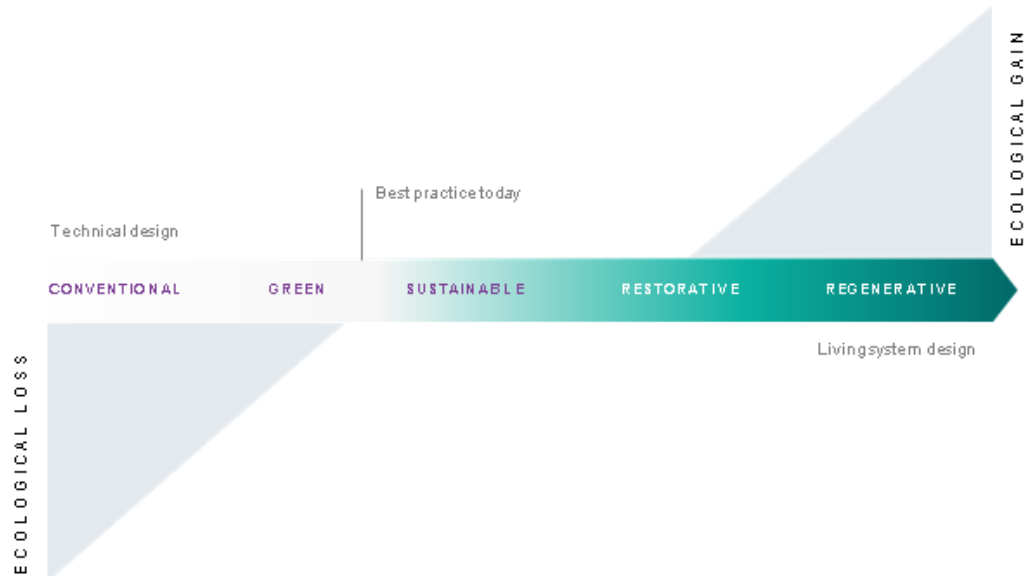 ECOLOGICAL GAIN
Best practice today
Technical design
CONVENTIONAL GREEN SUSTAINABLE RESTORATIVE REGENERATIVE
Living system design
ECOLOGICAL LOSS